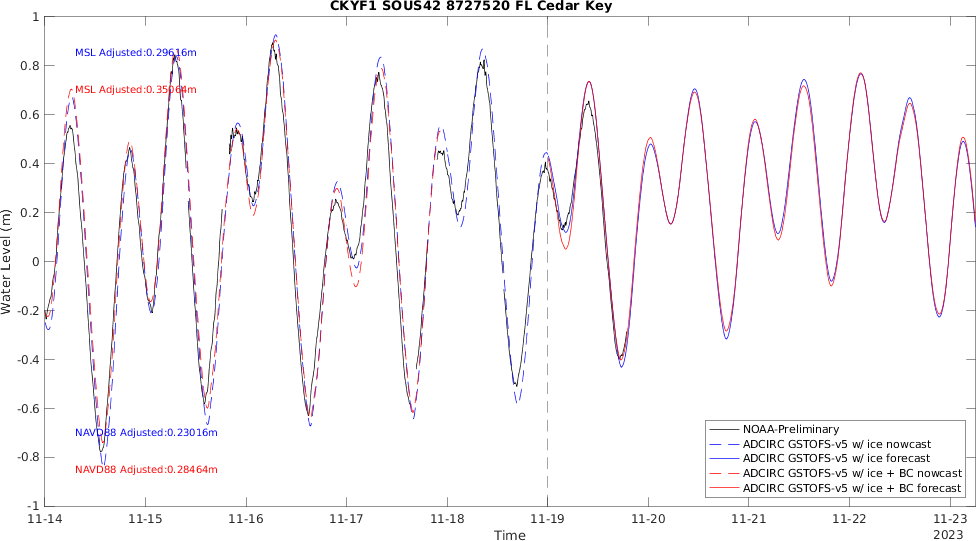 CKYF1 SOUS42 8727520 FL Cedar Key
1
0.8
0.6
0.4
0.2
0
-0.2
-0.4
-0.6
-0.8
-1
Water Level (m)
MSL Adjusted:0.29616m
MSL Adjusted:0.35064m
NAVD88 Adjusted:0.23016m
NAVD88 Adjusted:0.28464m
NOAA-Preliminary
ADCIRC GSTOFS-v5 w/ ice nowcast
ADCIRC GSTOFS-v5 w/ ice forecast
ADCIRC GSTOFS-v5 w/ ice + BC nowcast
ADCIRC GSTOFS-v5 w/ ice + BC forecast
11-14 11-15 11-16 11-17 11-18 11-19 11-20 11-21 11-22 11-23
Time
2023